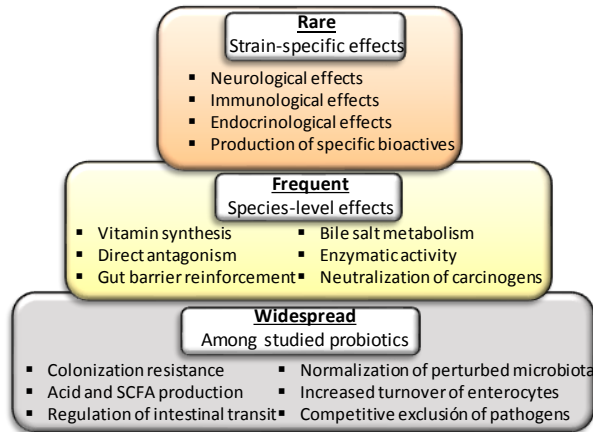 Rare
Strain-specific effects
▪ Neurological effects
▪ Immunological effects
▪ Endocrinological effects
▪ Production of specific bioactives
Frequent
Species-level effects
▪ Vitamin synthesis
▪ Direct antagonism
▪ Gut barrier reinforcement
▪ Bile salt metabolism
▪ Enzymatic activity
▪ Neutralization of carcinogens
Widespread
Among studied probiotics
▪ Colonization resistance
▪ Acid and SCFA production
▪ Regulation of intestinal transit
▪ Normalization of perturbed microbiota
▪ Increased turnover of enterocytes
▪ Competitive exclusión of pathogens